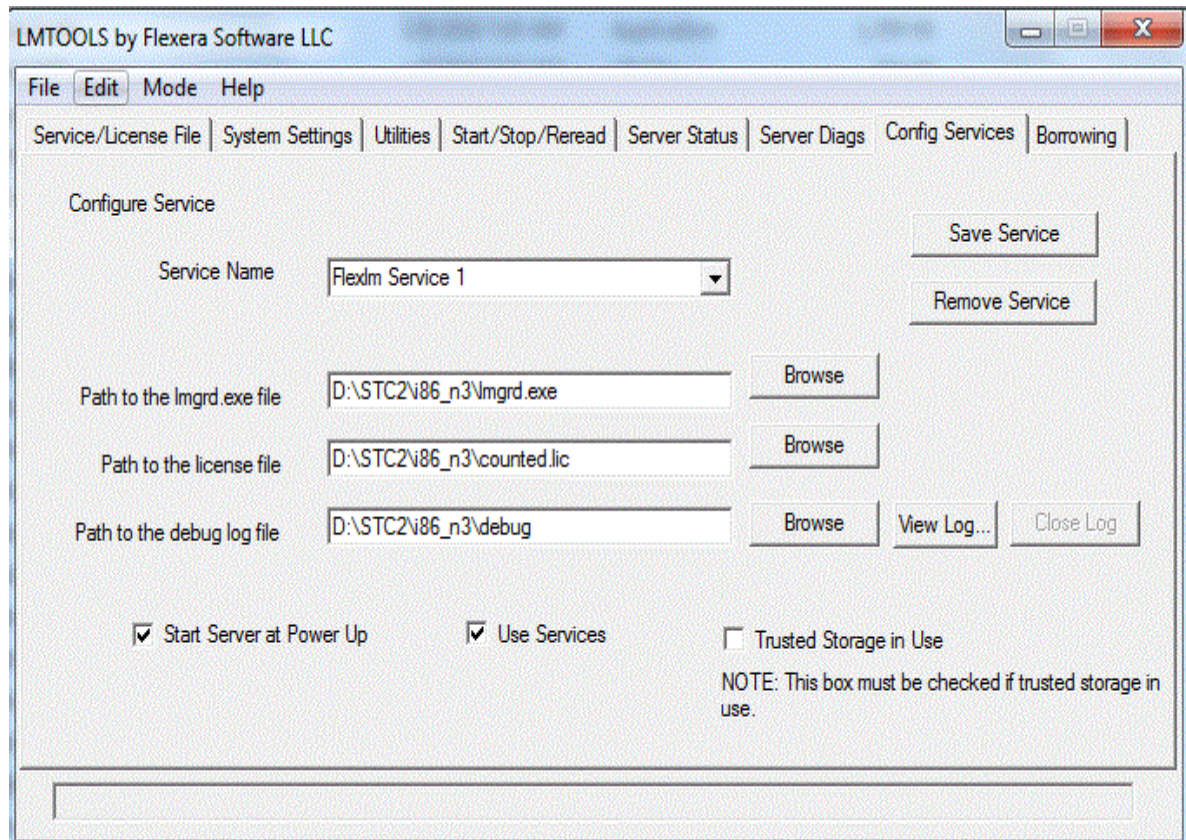 LMTOOLS by Flexera Software LLC
File Edit Mode Help
Service/License File System Settings Utilities Start/Stop/Reread Server Status Server Diags Config Services Borrowing
Configure Service
Save Service
Service Name Flexlm Service 1
Remove Service
Path to the lmgrd.exe file D:\STC2\i86_n3\lmgrd.exe Browse
Path to the license file D:\STC2\i86_n3\counted.lic Browse
Path to the debug log file D:\STC2\i86_n3\debug Browse View Log... Close Log
Start Server at Power Up Use Services Trusted Storage in Use
NOTE: This box must be checked if trusted storage in
use.